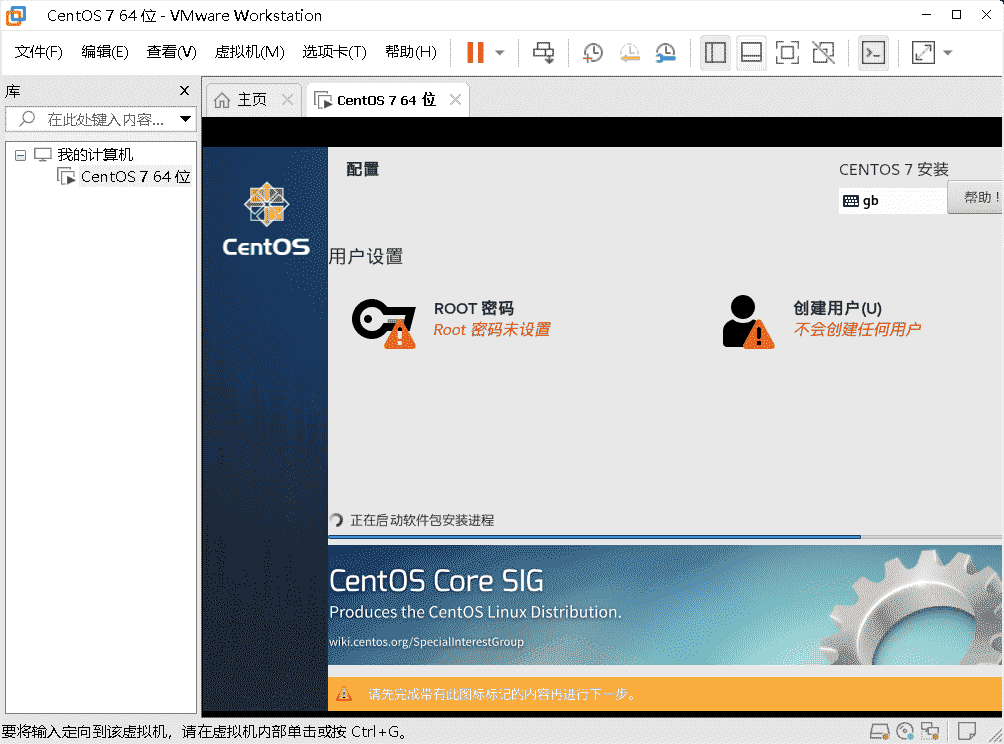 CentOS 7 64 位 - VMware Workstation
文件(F) 编辑(E) 查看(V) 虚拟机(M) 选项卡(T) 帮助(H)
库
在此处键入内容...
我的计算机
CentOS 7 64 位
主页
CentOS 7 64 位
CentOS
配置
CENTOS 7 安装
gb
帮助!
用户设置
ROOT 密码
Root 密码未设置
创建用户(U)
不会创建任何用户
正在启动软件包安装进程
CentOS Core SIG
Produces the CentOS Linux Distribution.
wiki.centos.org/SpecialInterestGroup
请先完成带有此图标标记的内容再进行下一步。
要将输入定向到该虚拟机，请在虚拟机内部单击或按 Ctrl+G。